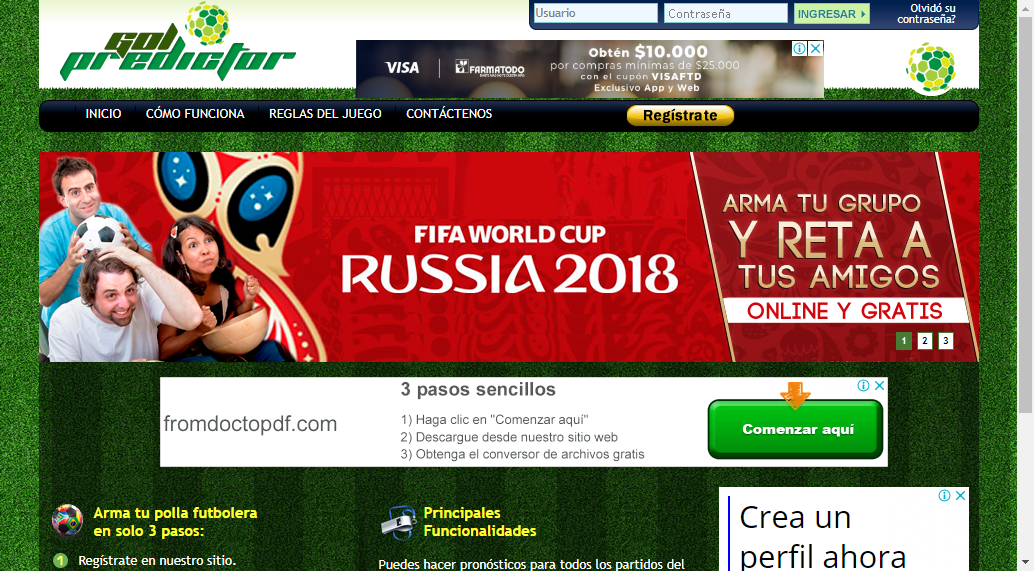 Gol
predictor
Usuario
Contraseña
INGRESAR
Olvidó su
contraseña?
VISA
FARMATODO
Obtén $10.000
por compras mínimas de $25.000
con el cupón VISAFTD
Exclusivo App y Web
INICIO
CÓMO FUNCIONA
REGLAS DEL JUEGO
CONTÁCTENOS
Regístrate
FIFA WORLD CUP
RUSSIA 2018
ARMA TU GRUPO
Y RETA A
TUS AMIGOS
ONLINE Y GRATIS
1 2 3
fromdoctopdf.com
3 pasos sencillos
1) Haga clic en "Comenzar aquí"
2) Descargue desde nuestro sitio web
3) Obtenga el conversor de archivos gratis
Comenzar aquí
Arma tu polla futbolera
en solo 3 pasos:
1 Regístrate en nuestro sitio.
Principales
Funcionalidades
Puedes hacer pronósticos para todos los partidos del
Crea un
perfil ahora